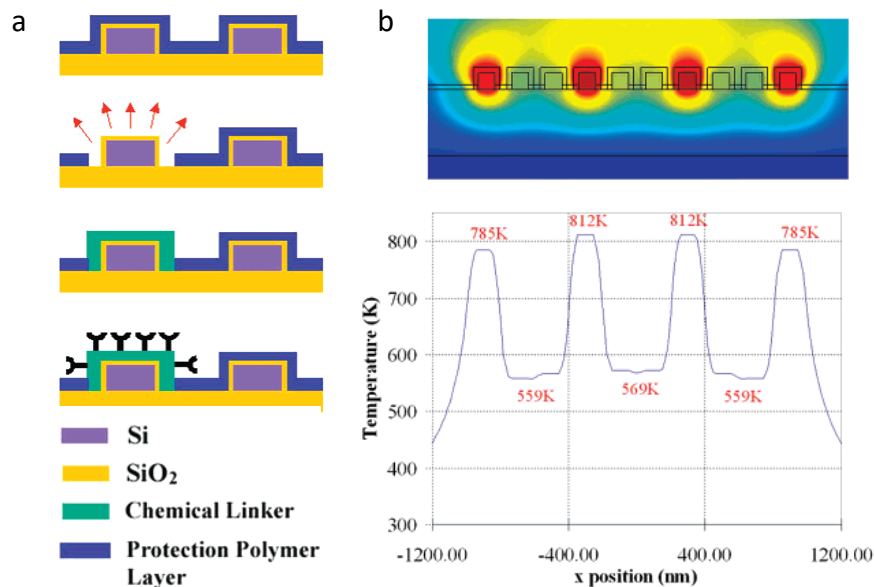 a
Si
SiO₂
Chemical Linker
Protection Polymer
Layer
b
Temperature (K)
800
700
600
500
400
300
785K
812K
812K
785K
559K
569K
559K
-1200.00
-400.00
400.00
1200.00
x position (nm)